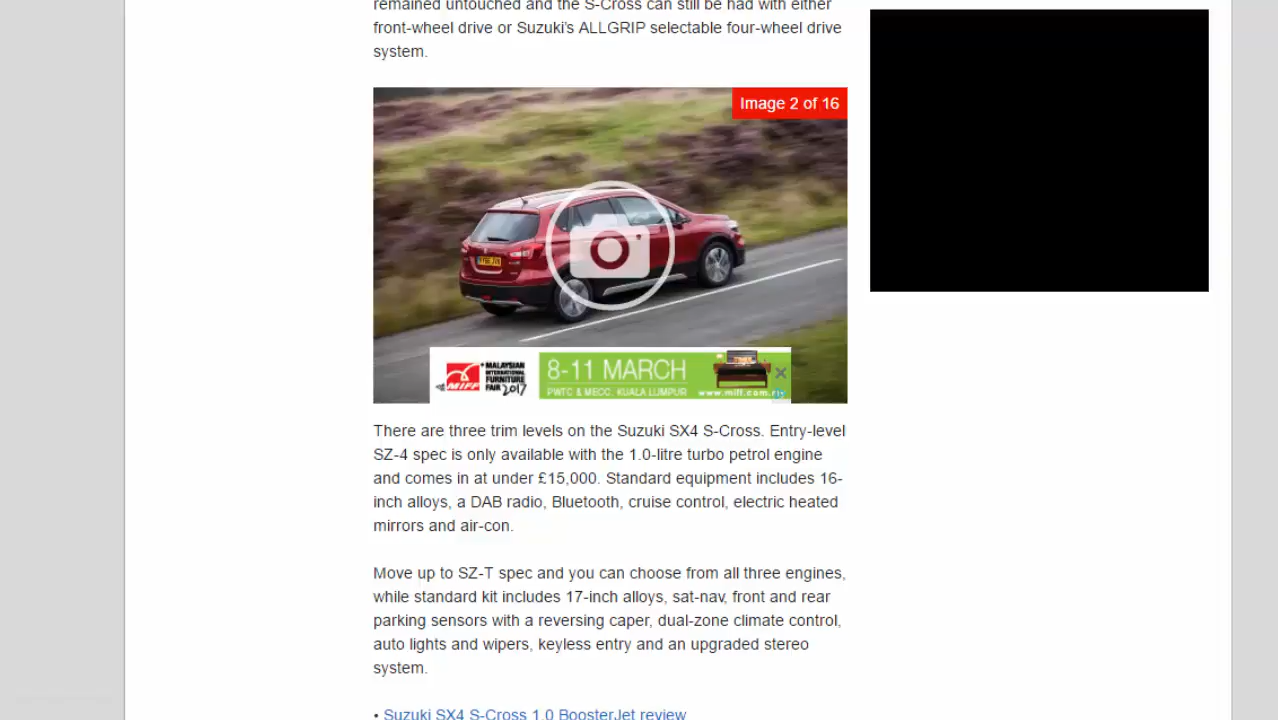 remained untouched and the S-Cross can still be had with either
front-wheel drive or Suzuki's ALLGRIP selectable four-wheel drive
system.
Image 2 of 16
MIFF
MALAYSIAN
INTERNATIONAL
FURNITURE
FAIR 2017
8-11 MARCH
PWTC & MECC, KUALA LUMPUR
There are three trim levels on the Suzuki SX4 S-Cross. Entry-level
SZ-4 spec is only available with the 1.0-litre turbo petrol engine
and comes in at under £15,000. Standard equipment includes 16-
inch alloys, a DAB radio, Bluetooth, cruise control, electric heated
mirrors and air-con.
Move up to SZ-T spec and you can choose from all three engines,
while standard kit includes 17-inch alloys, sat-nav, front and rear
parking sensors with a reversing caper, dual-zone climate control,
auto lights and wipers, keyless entry and an upgraded stereo
system.
• Suzuki SX4 S-Cross 1.0 BoosterJet review